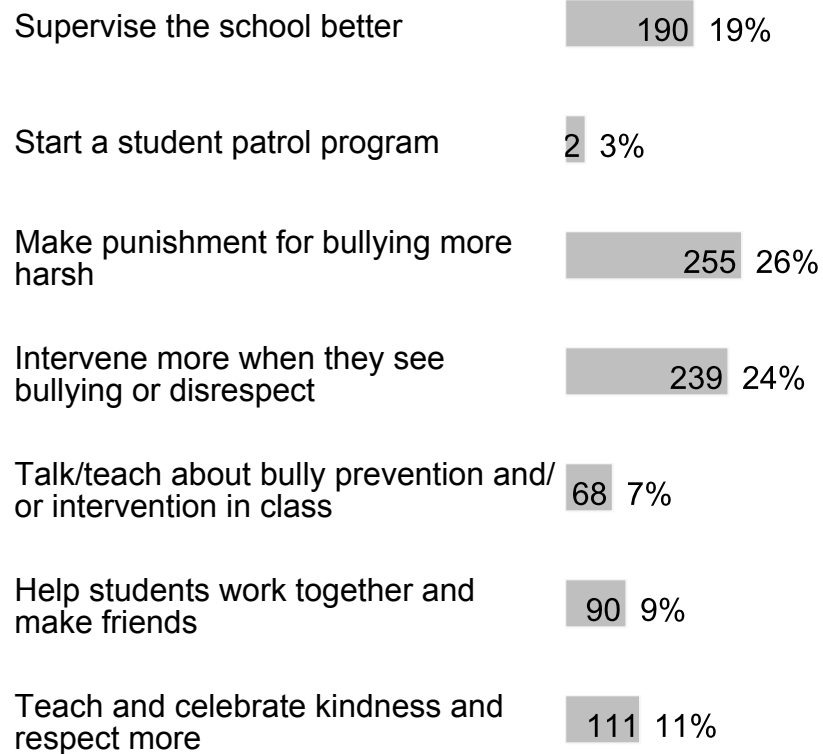 Supervise the school better 190 19%
Start a student patrol program 2 3%
Make punishment for bullying more
harsh 255 26%
Intervene more when they see
bullying or disrespect 239 24%
Talk/teach about bully prevention and/
or intervention in class 68 7%
Help students work together and
make friends 90 9%
Teach and celebrate kindness and
respect more 111 11%